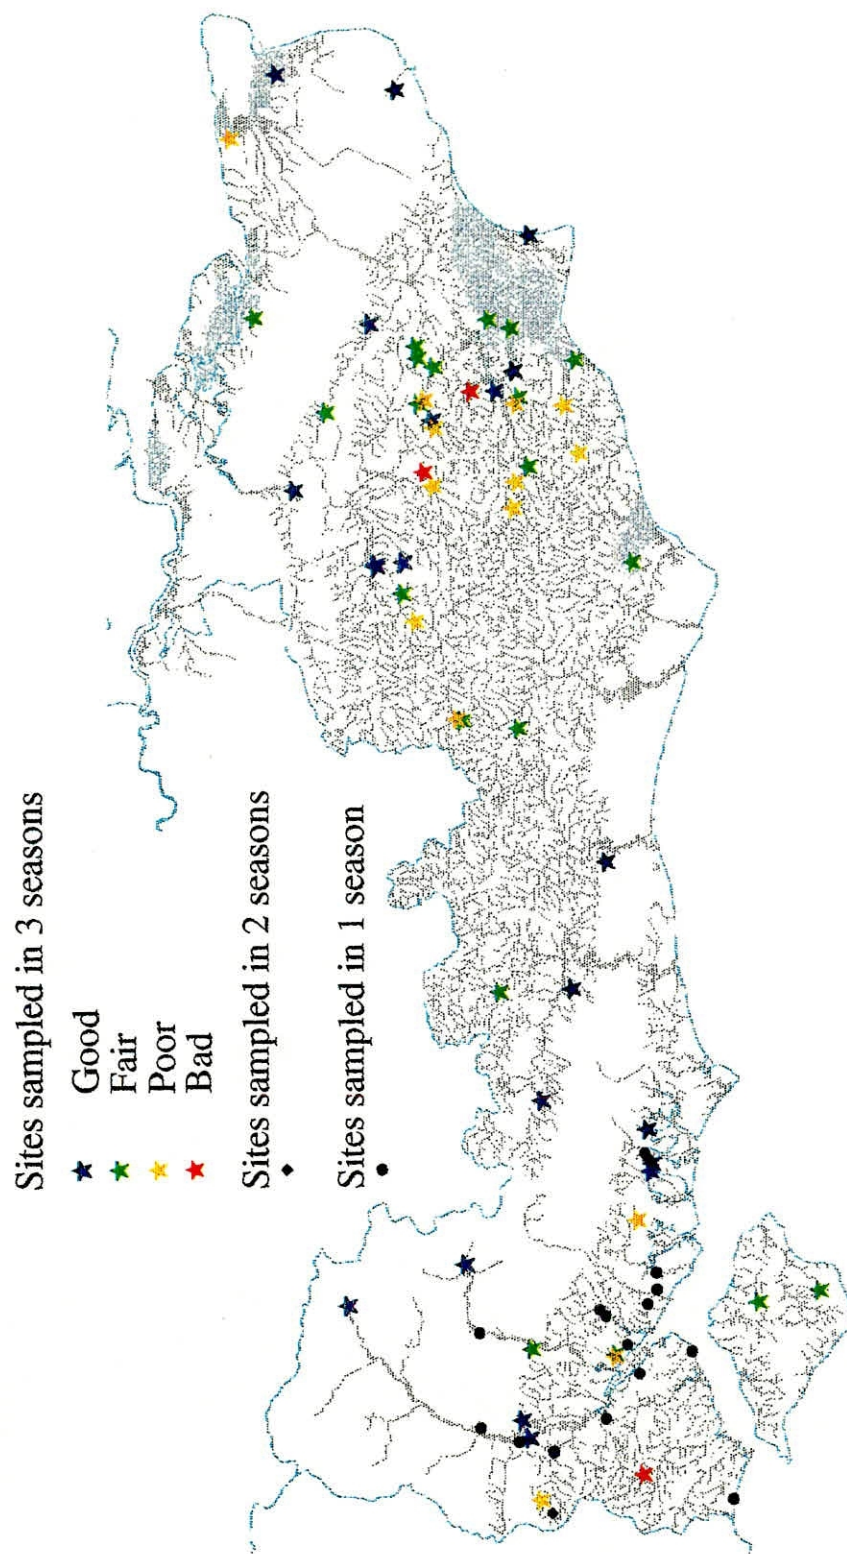 Sites sampled in 3 seasons
Good
Fair
Poor
Bad
Sites sampled in 2 seasons
Sites sampled in 1 season